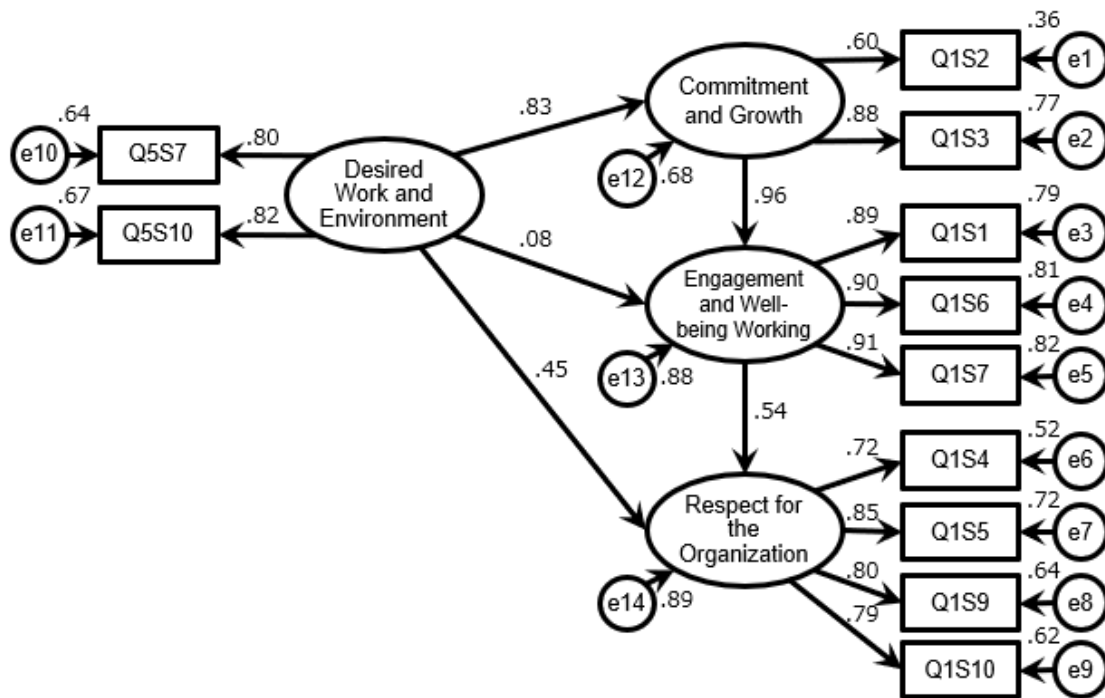 .36
.60
Q1S2
e1
Commitment
and Growth
.83
.77
.88
Q1S3
e2
.64
e10
Q5S7
.80
Desired
Work and
Environment
e12
.68
.67
e11
Q5S10
.82
.96
.79
.89
Q1S1
e3
.08
Engagement
and Well-
being Working
.81
.90
Q1S6
e4
e13
.88
.82
.91
Q1S7
e5
.45
.54
.52
.72
Q1S4
e6
Respect for
the
Organization
.72
.85
Q1S5
e7
e14
.89
.64
.80
Q1S9
e8
.62
.79
Q1S10
e9